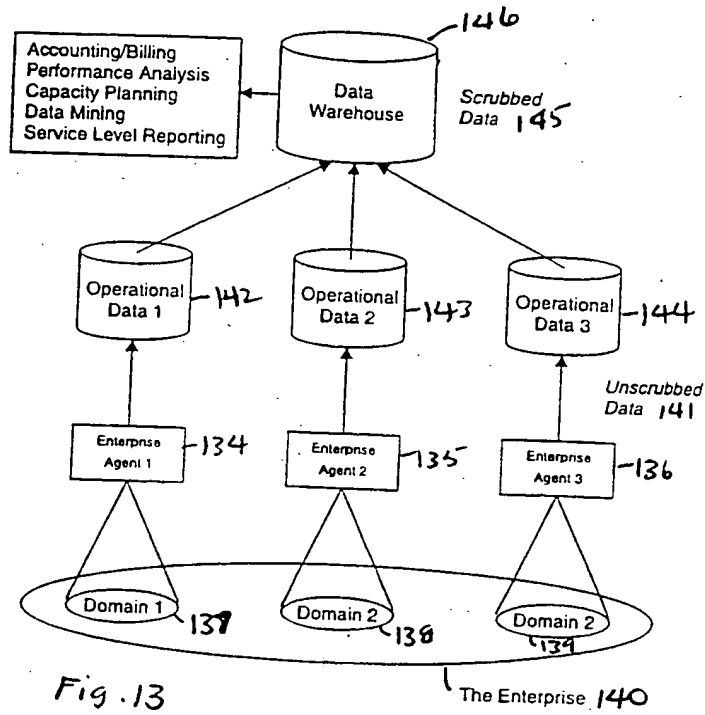 146
Accounting/Billing
Performance Analysis
Capacity Planning
Data Mining
Service Level Reporting
Data
Warehouse
Scrubbed
Data 145
Operational
Data 1
142
Operational
Data 2
143
Operational
Data 3
144
Unscrubbed
Data 141
Enterprise
Agent 1
134
Enterprise
Agent 2
135
Enterprise
Agent 3
136
Domain 1
137
Domain 2
138
Domain 2
139
Fig. 13
The Enterprise 140